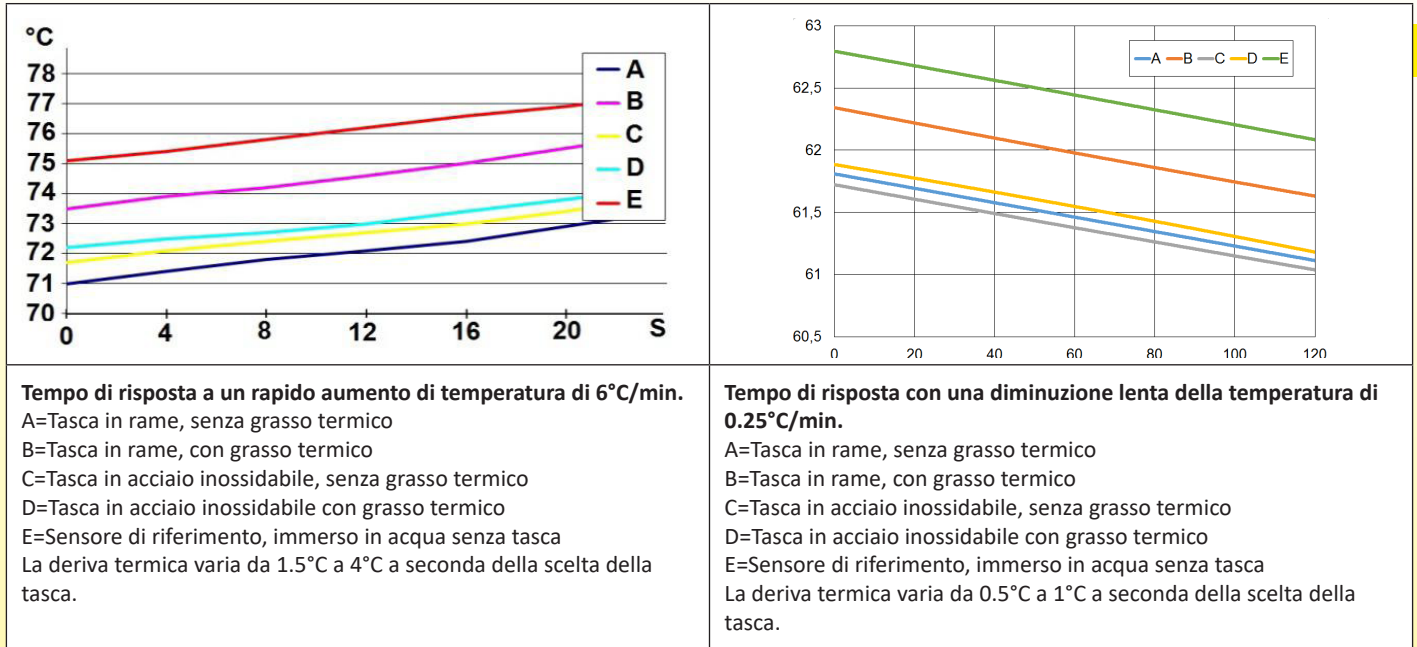 °C
78
77
76
75
74
73
72
71
70
0 4 8 12 16 20 S
A
B
C
D
E
63
62,5
62
61,5
61
60,5
0 20 40 60 80 100 120
A B C D E
Tempo di risposta a un rapido aumento di temperatura di 6°C/min.
A=Tasca in rame, senza grasso termico
B=Tasca in rame, con grasso termico
C=Tasca in acciaio inossidabile, senza grasso termico
D=Tasca in acciaio inossidabile con grasso termico
E=Sensore di riferimento, immerso in acqua senza tasca
La deriva termica varia da 1.5°C a 4°C a seconda della scelta della
tasca.
Tempo di risposta con una diminuzione lenta della temperatura di
0.25°C/min.
A=Tasca in rame, senza grasso termico
B=Tasca in rame, con grasso termico
C=Tasca in acciaio inossidabile, senza grasso termico
D=Tasca in acciaio inossidabile con grasso termico
E=Sensore di riferimento, immerso in acqua senza tasca
La deriva termica varia da 0.5°C a 1°C a seconda della scelta della
tasca.